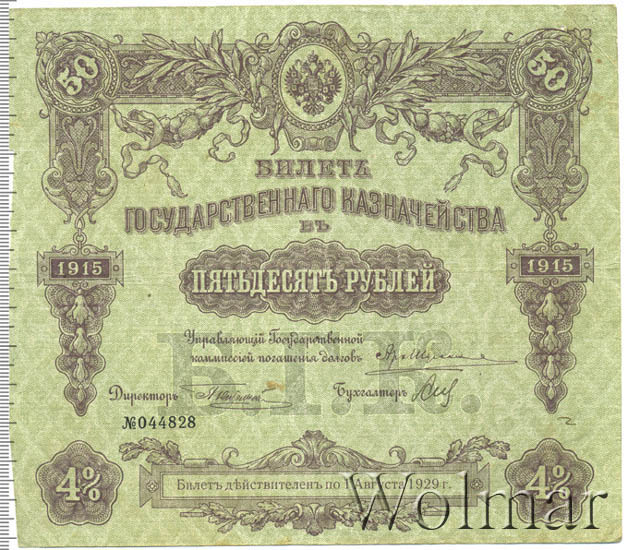 50 50
БИЛЕТЪ
ГОСУДАРСТВЕННАГО КАЗНАЧЕЙСТВА
ВЪ
1915 ПЯТЬДЕСЯТЪ РУБЛЕЙ 1915
Управляющій Государственной
коммиссіей погашенія долговъ
Директоръ Бухгалтеръ
№044828
4% 4%
Билетъ дѣйствителенъ по 1 Августа 1929 г.
Wolmar